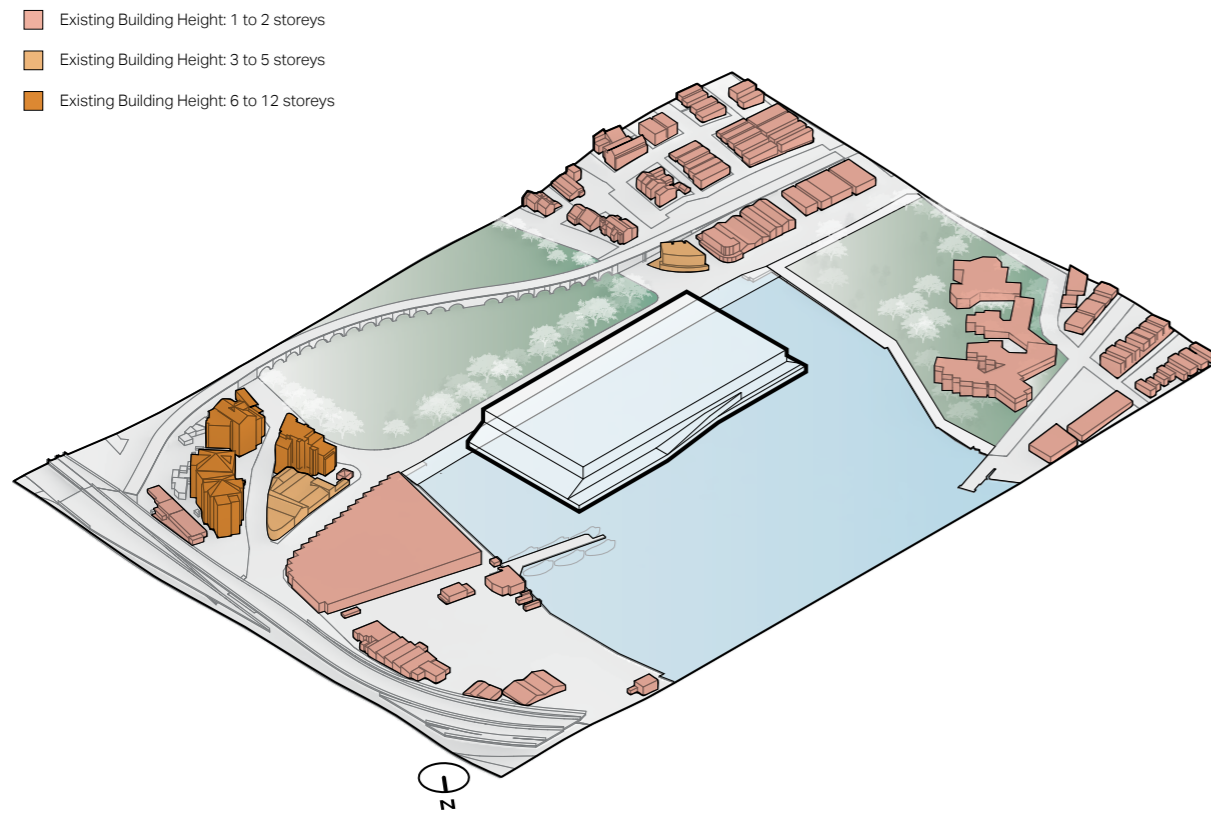 Existing Building Height: 1 to 2 storeys
Existing Building Height: 3 to 5 storeys
Existing Building Height: 6 to 12 storeys
N